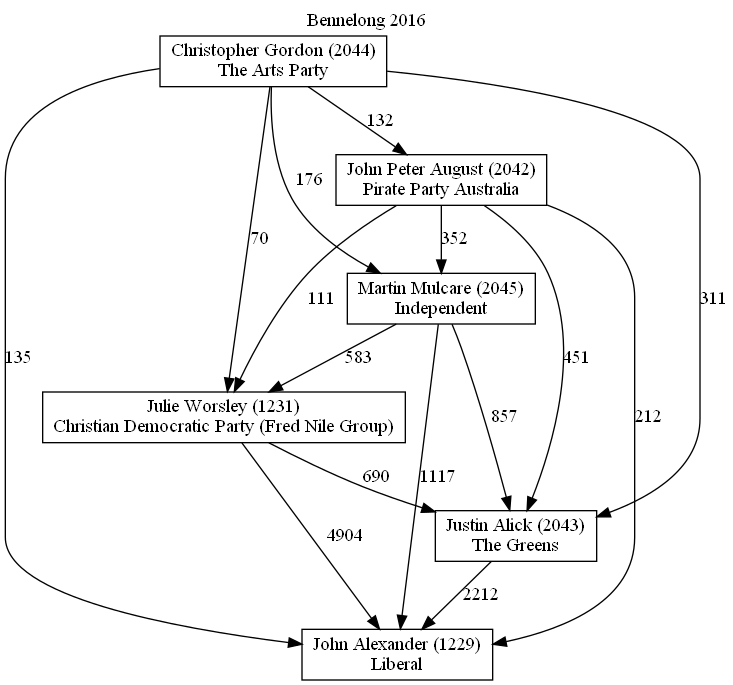 Bennelong 2016
Christopher Gordon (2044)
The Arts Party
132
John Peter August (2042)
Pirate Party Australia
176
70
352
111
Martin Mulcare (2045)
Independent
311
135
583
451
212
Julie Worsley (1231)
Christian Democratic Party (Fred Nile Group)
857
690
1117
Justin Alick (2043)
The Greens
4904
2212
John Alexander (1229)
Liberal